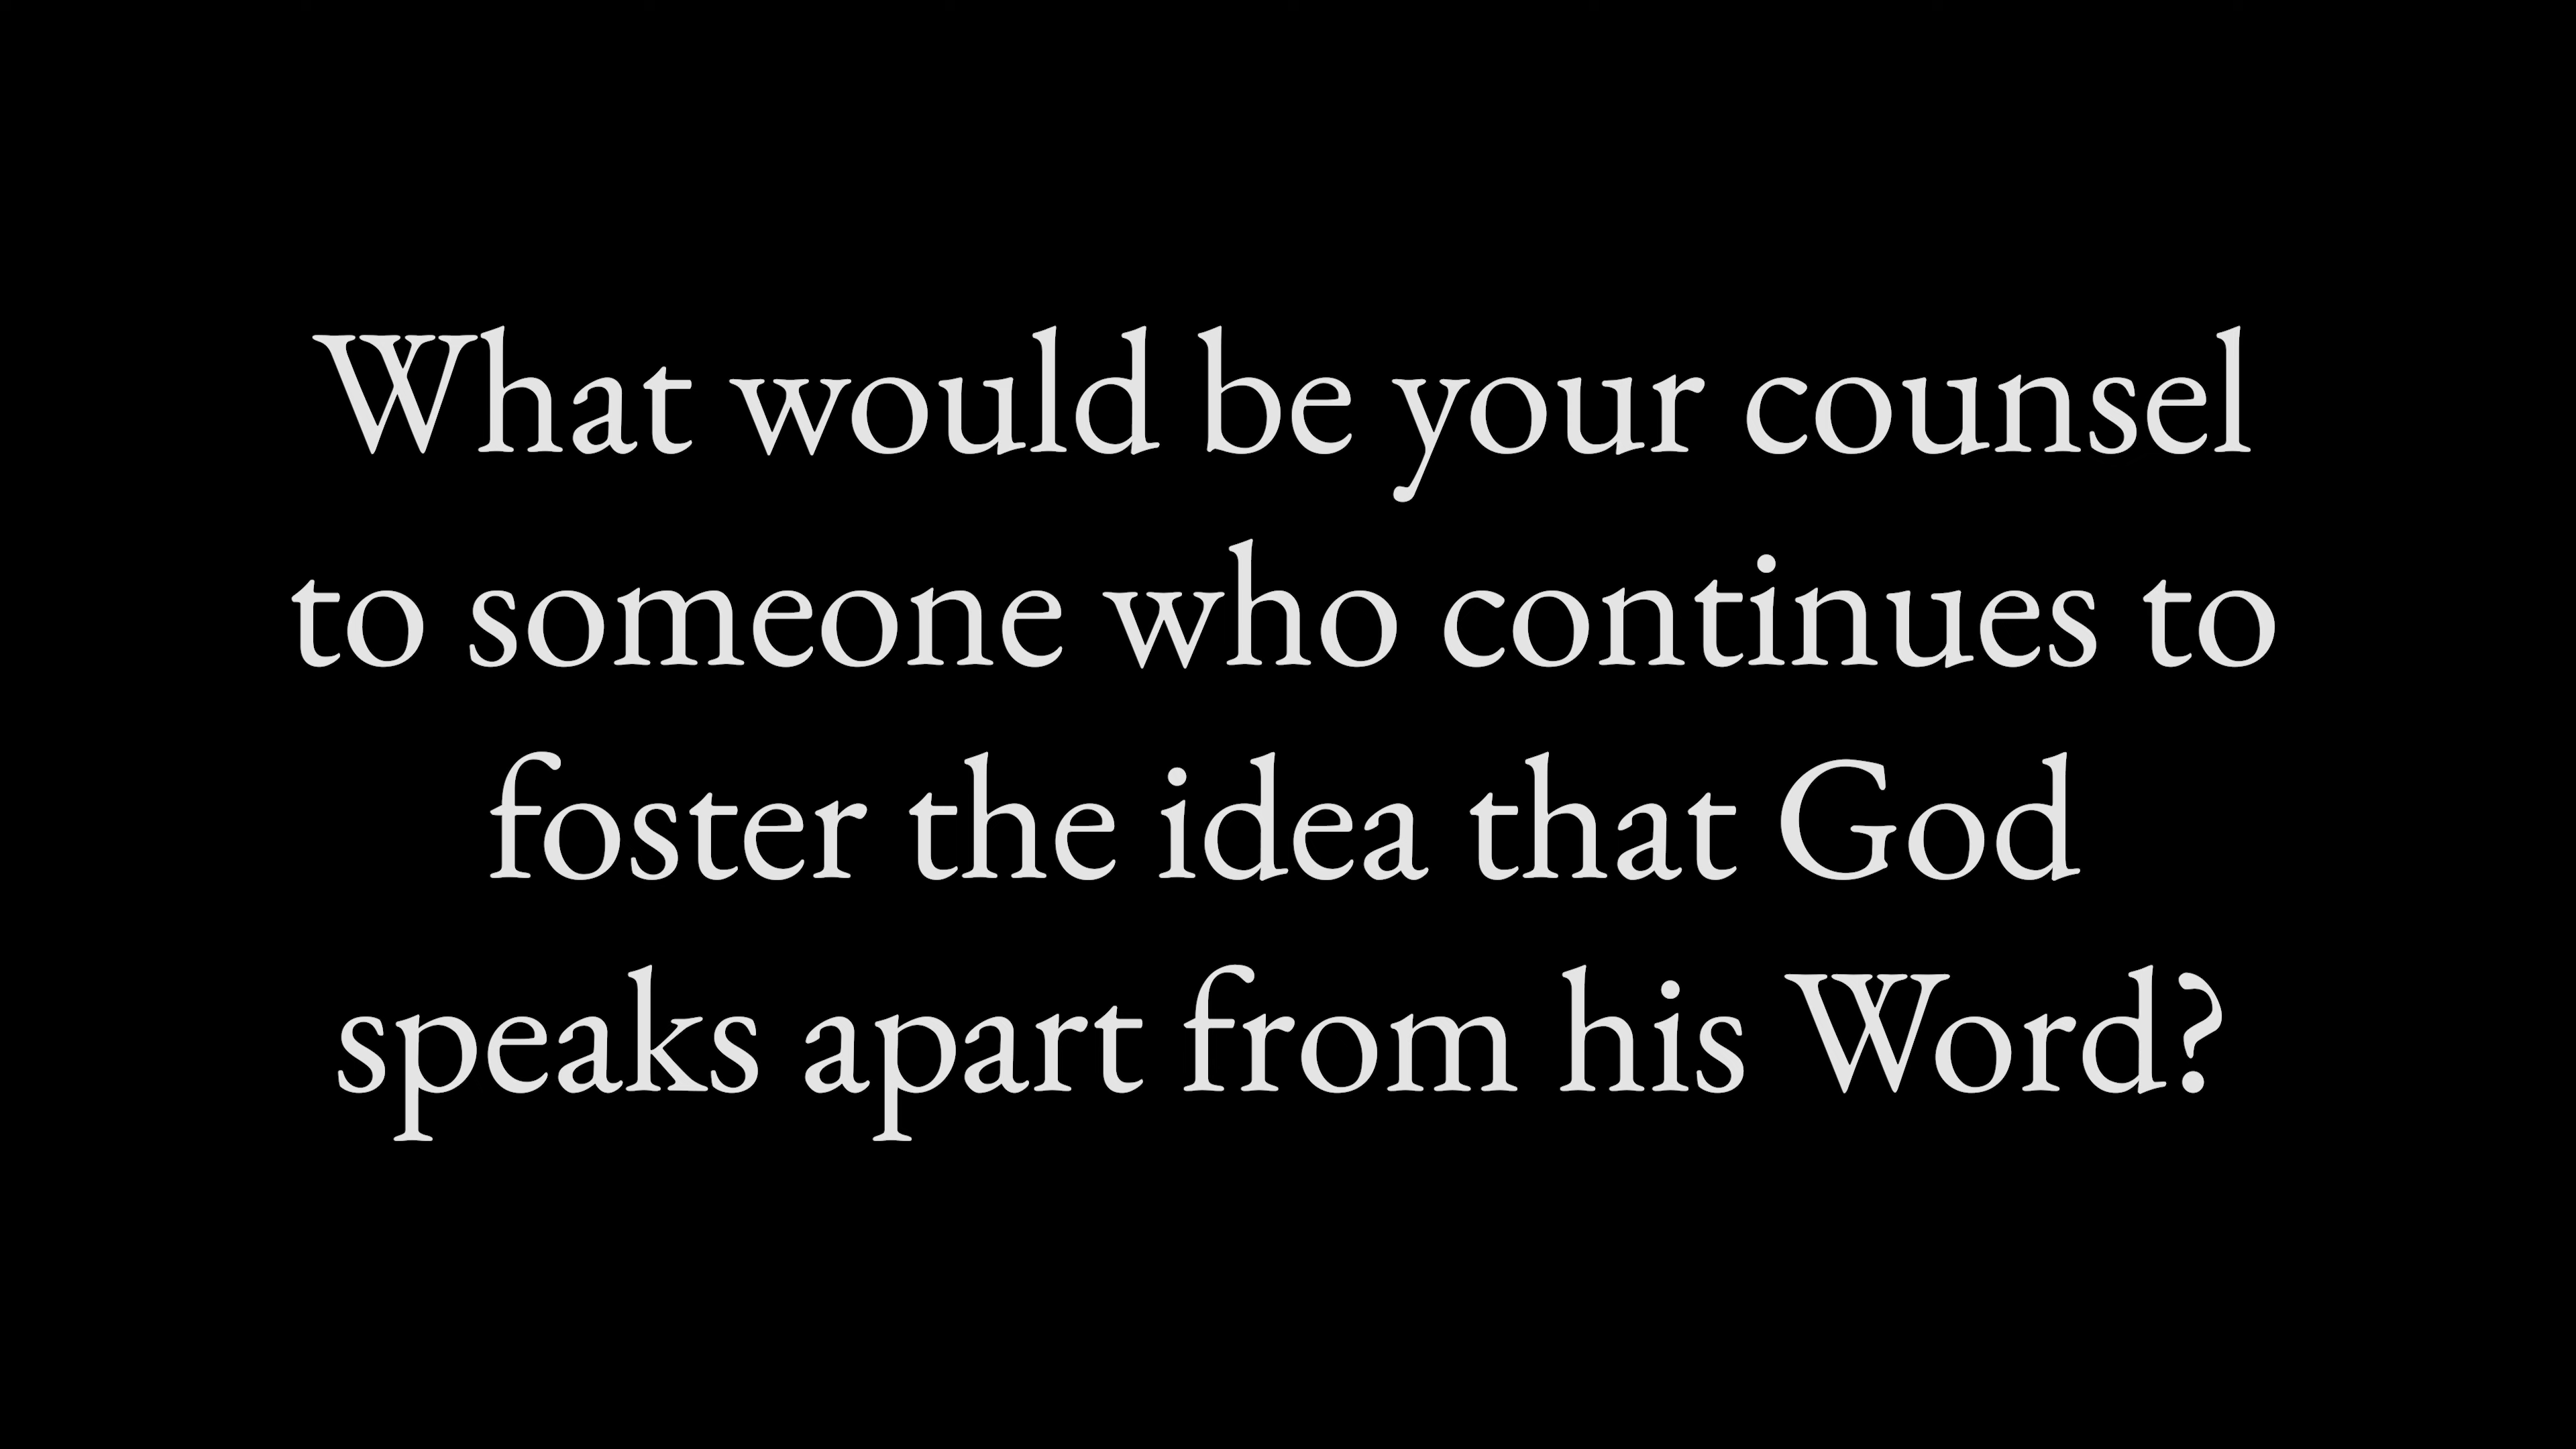 What would be your counsel
to someone who continues to
foster the idea that God
speaks apart from his Word?